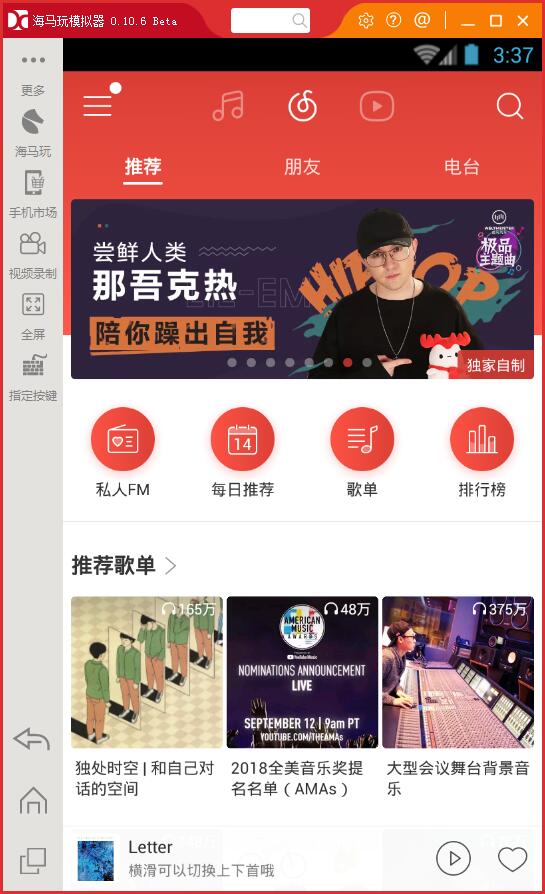 海马玩模拟器 0.10.6 Beta
更多
海马玩
手机市场
视频录制
全屏
指定按键
3:37
推荐
朋友
电台
尝鲜人类
那吾克热
陪你躁出自我
极品
主题曲
独家自制
14
私人FM
每日推荐
歌单
排行榜
推荐歌单
165万
48万
375万
AMERICAN
MUSIC
AWARDS
YouTube Music
NOMINATIONS ANNOUNCEMENT
LIVE
SEPTEMBER 12 | 9am PT
YOUTUBE.COM/THEAMAs
独处时空 | 和自己对
话的空间
2018全美音乐奖提
名名单（AMAs）
大型会议舞台背景音
乐
Letter
横滑可以切换上下首哦